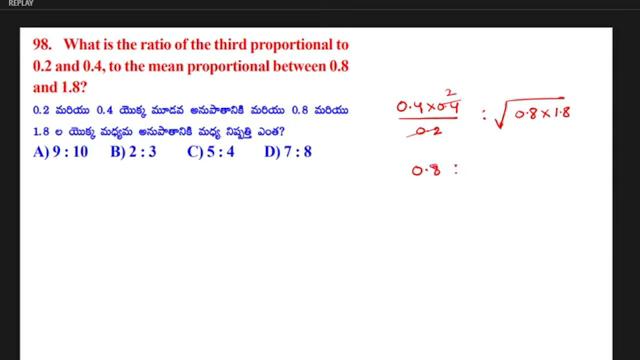 REPLAY
98. What is the ratio of the third proportional to
0.2 and 0.4, to the mean proportional between 0.8
and 1.8?
0.2 మరియు 0.4 యొక్క మూడవ అనుపాతానికి మరియు 0.8 మరియు
1.8 ల యొక్క మధ్యమ అనుపాతానికి మధ్య నిష్పత్తి ఎంత?
A) 9 : 10 B) 2 : 3 C) 5 : 4 D) 7 : 8
2
0.4 × 0.4 : √0.8 × 1.8
0.2
0.8 :